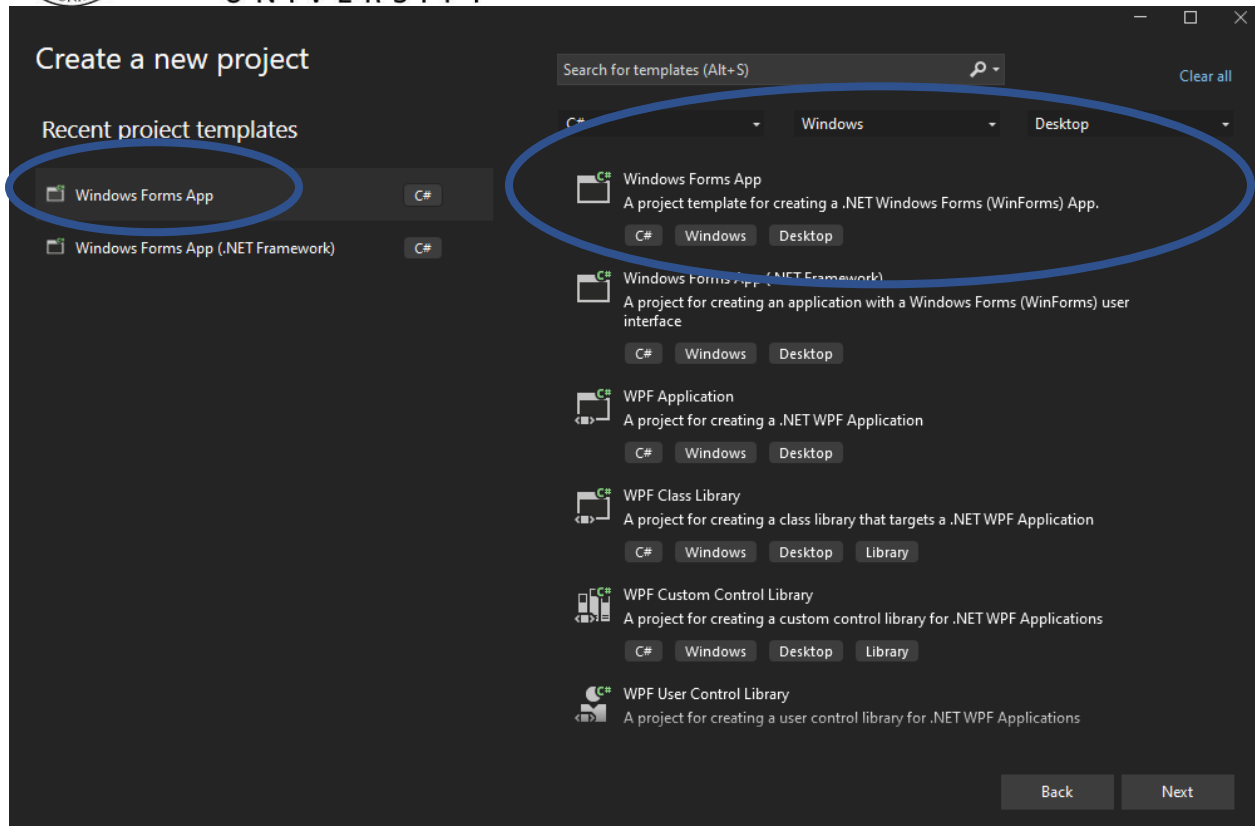 Create a new project
Recent project templates
Windows Forms App
C#
Windows Forms App (.NET Framework)
C#
Search for templates (Alt+S)
Clear all
C#
Windows
Desktop
Windows Forms App
A project template for creating a .NET Windows Forms (WinForms) App.
C# Windows Desktop
Windows Forms App (.NET Framework)
A project for creating an application with a Windows Forms (WinForms) user
interface
C# Windows Desktop
WPF Application
A project for creating a .NET WPF Application
C# Windows Desktop
WPF Class Library
A project for creating a class library that targets a .NET WPF Application
C# Windows Desktop Library
WPF Custom Control Library
A project for creating a custom control library for .NET WPF Applications
C# Windows Desktop Library
WPF User Control Library
A project for creating a user control library for .NET WPF Applications
Back
Next